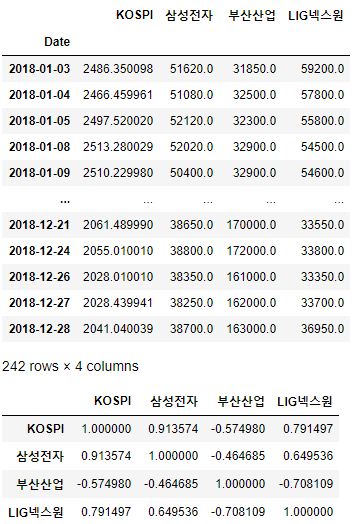 KOSPI 삼성전자 부산산업 LIG넥스원
Date
2018-01-03 2486.350098 51620.0 31850.0 59200.0
2018-01-04 2466.459961 51080.0 32500.0 57800.0
2018-01-05 2497.520020 52120.0 32300.0 55800.0
2018-01-08 2513.280029 52020.0 32900.0 54500.0
2018-01-09 2510.229980 50400.0 32900.0 54600.0
... ... ... ... ...
2018-12-21 2061.489990 38650.0 170000.0 33550.0
2018-12-24 2055.010010 38800.0 172000.0 33800.0
2018-12-26 2028.010010 38350.0 161000.0 33350.0
2018-12-27 2028.439941 38250.0 162000.0 33700.0
2018-12-28 2041.040039 38700.0 163000.0 36950.0
242 rows × 4 columns
KOSPI 삼성전자 부산산업 LIG넥스원
KOSPI 1.000000 0.913574 -0.574980 0.791497
삼성전자 0.913574 1.000000 -0.464685 0.649536
부산산업 -0.574980 -0.464685 1.000000 -0.708109
LIG넥스원 0.791497 0.649536 -0.708109 1.000000